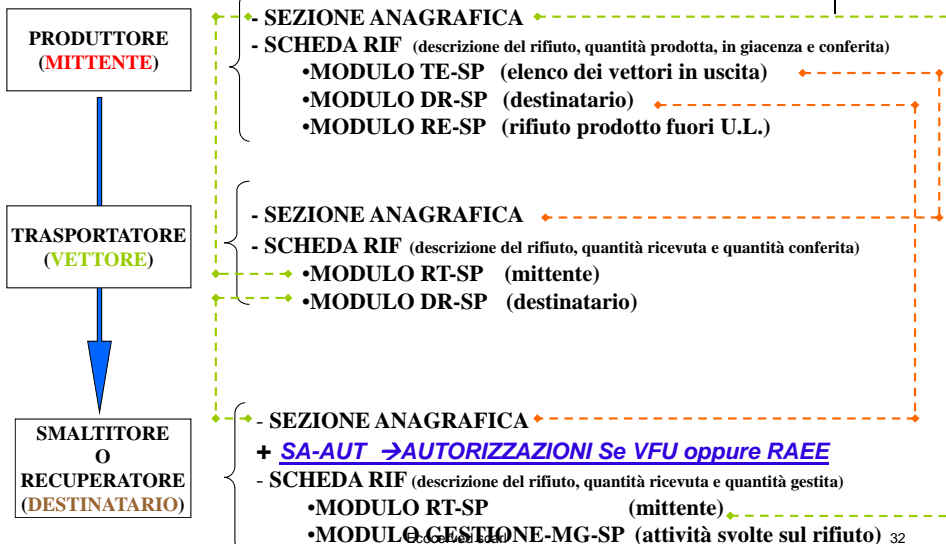 PRODUTTORE
(MITTENTE)
- SEZIONE ANAGRAFICA
- SCHEDA RIF (descrizione del rifiuto, quantità prodotta, in giacenza e conferita)
•MODULO TE-SP (elenco dei vettori in uscita)
•MODULO DR-SP (destinatario)
•MODULO RE-SP (rifiuto prodotto fuori U.L.)
TRASPORTATORE
(VETTORE)
- SEZIONE ANAGRAFICA
- SCHEDA RIF (descrizione del rifiuto, quantità ricevuta e quantità conferita)
•MODULO RT-SP (mittente)
•MODULO DR-SP (destinatario)
SMALTITORE
O
RECUPERATORE
(DESTINATARIO)
- SEZIONE ANAGRAFICA
+ SA-AUT →AUTORIZZAZIONI Se VFU oppure RAEE
- SCHEDA RIF (descrizione del rifiuto, quantità ricevuta e quantità gestita)
•MODULO RT-SP (mittente)
•MODULO GESTIONE-MG-SP (attività svolte sul rifiuto)
Ecocerved scarl
32